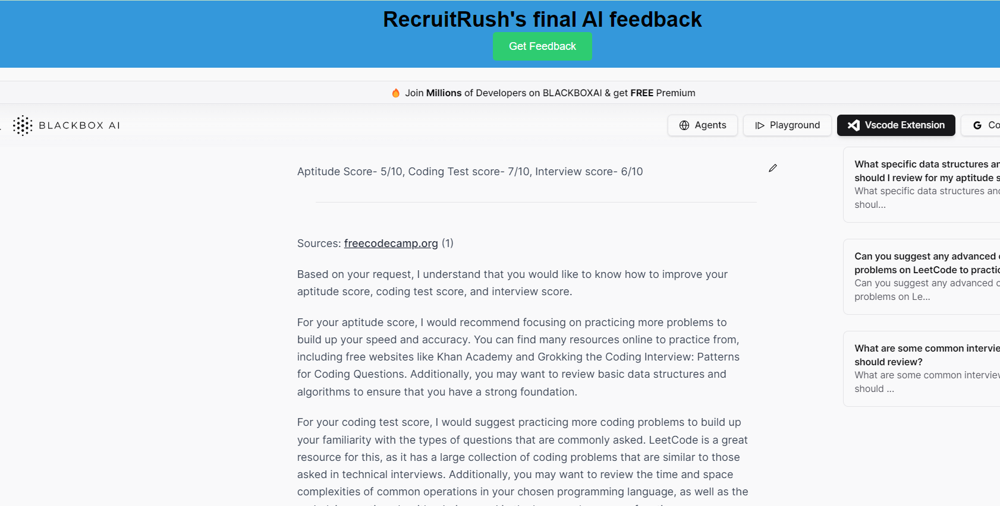 RecruitRush's final AI feedback
Get Feedback
Join Millions of Developers on BLACKBOXAI & get FREE Premium
BLACKBOX AI
Agents
Playground
Vscode Extension
Aptitude Score- 5/10, Coding Test score- 7/10, Interview score- 6/10
Sources: freecodecamp.org (1)
Based on your request, I understand that you would like to know how to improve your
aptitude score, coding test score, and interview score.
For your aptitude score, I would recommend focusing on practicing more problems to
build up your speed and accuracy. You can find many resources online to practice from,
including free websites like Khan Academy and Grokking the Coding Interview: Patterns
for Coding Questions. Additionally, you may want to review basic data structures and
algorithms to ensure that you have a strong foundation.
For your coding test score, I would suggest practicing more coding problems to build up
your familiarity with the types of questions that are commonly asked. LeetCode is a great
resource for this, as it has a large collection of coding problems that are similar to those
asked in technical interviews. Additionally, you may want to review the time and space
complexities of common operations in your chosen programming language, as well as the
What specific data structures
should I review for my aptitude
What specific data structures
shoul...
Can you suggest any advanced
problems on LeetCode to
Can you suggest any advanced
problems on Le...
What are some common
should review?
What are some common
should ...